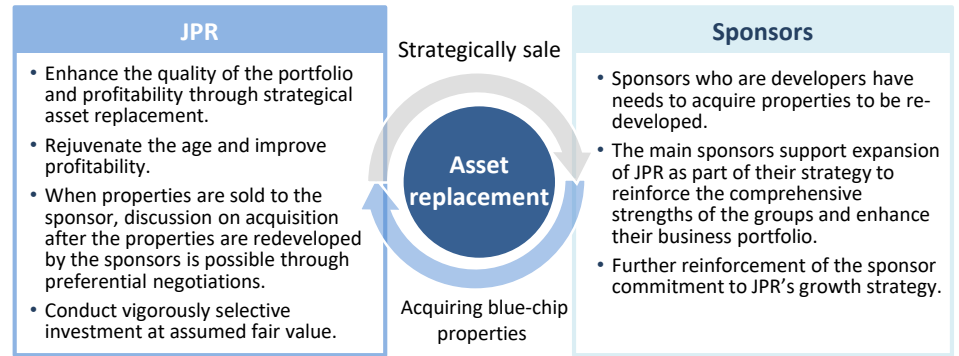 JPR
• Enhance the quality of the portfolio
and profitability through strategical
asset replacement.
• Rejuvenate the age and improve
profitability.
• When properties are sold to the
sponsor, discussion on acquisition
after the properties are redeveloped
by the sponsors is possible through
preferential negotiations.
• Conduct vigorously selective
investment at assumed fair value.
Strategically sale
Asset
replacement
Acquiring blue-chip
properties
Sponsors
• Sponsors who are developers have
needs to acquire properties to be re-
developed.
• The main sponsors support expansion
of JPR as part of their strategy to
reinforce the comprehensive
strengths of the groups and enhance
their business portfolio.
• Further reinforcement of the sponsor
commitment to JPR’s growth strategy.